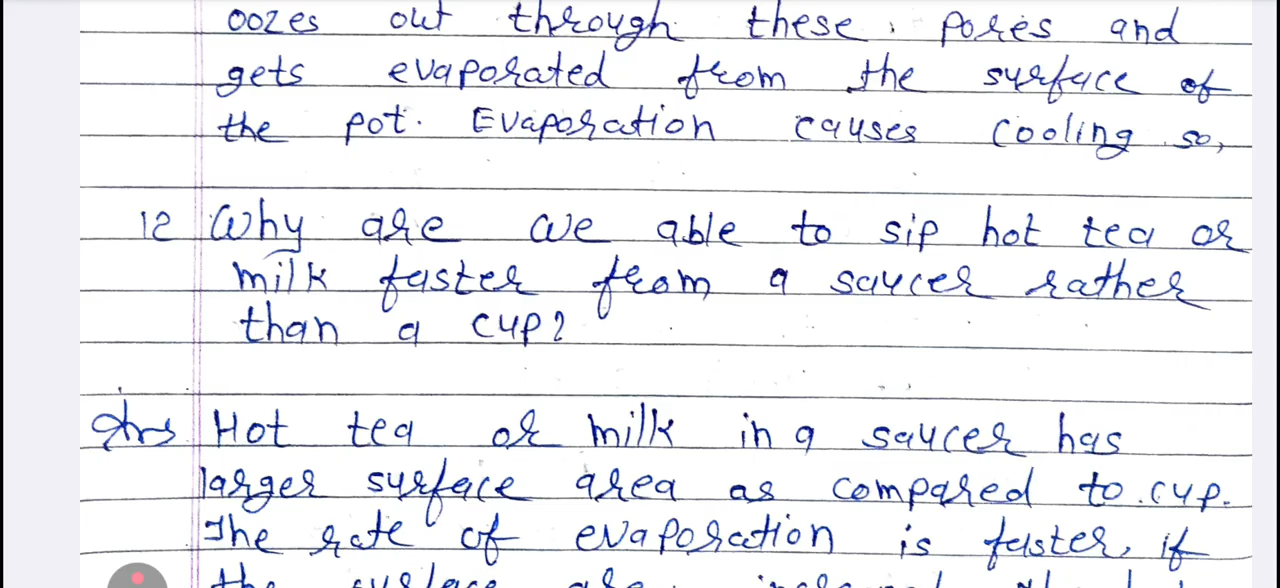 oozes out through these pores and
gets evaporated from the surface of
the pot. Evaporation causes cooling so,
12 Why are we able to sip hot tea or
milk faster from a saucer rather
than a cup?
Ans Hot tea or milk in a saucer has
larger surface area as compared to cup.
The rate of evaporation is faster, if
the surface